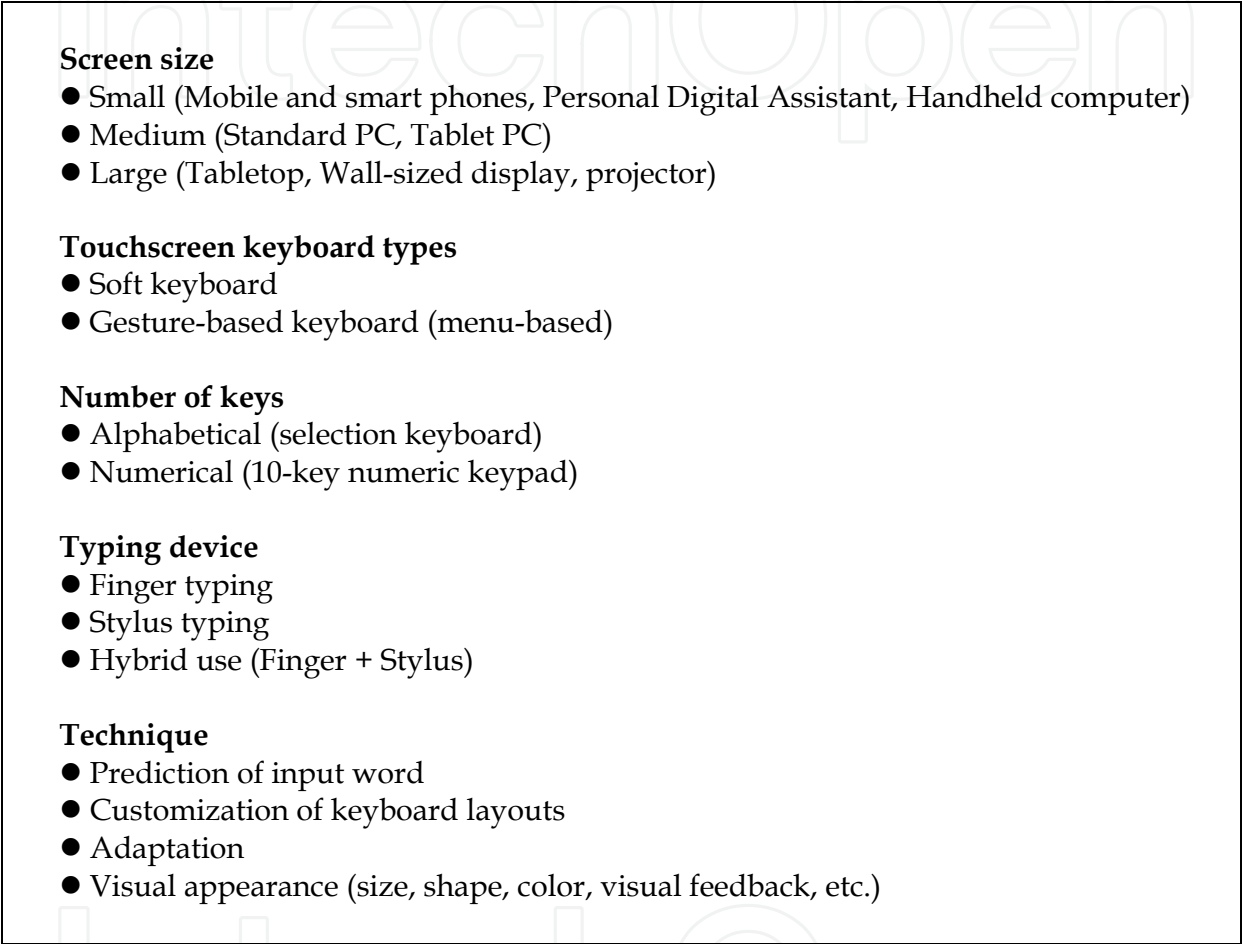 IntechOpen
Screen size
● Small (Mobile and smart phones, Personal Digital Assistant, Handheld computer)
● Medium (Standard PC, Tablet PC)
● Large (Tabletop, Wall-sized display, projector)
Touchscreen keyboard types
● Soft keyboard
● Gesture-based keyboard (menu-based)
Number of keys
● Alphabetical (selection keyboard)
● Numerical (10-key numeric keypad)
Typing device
● Finger typing
● Stylus typing
● Hybrid use (Finger + Stylus)
Technique
● Prediction of input word
● Customization of keyboard layouts
● Adaptation
● Visual appearance (size, shape, color, visual feedback, etc.)